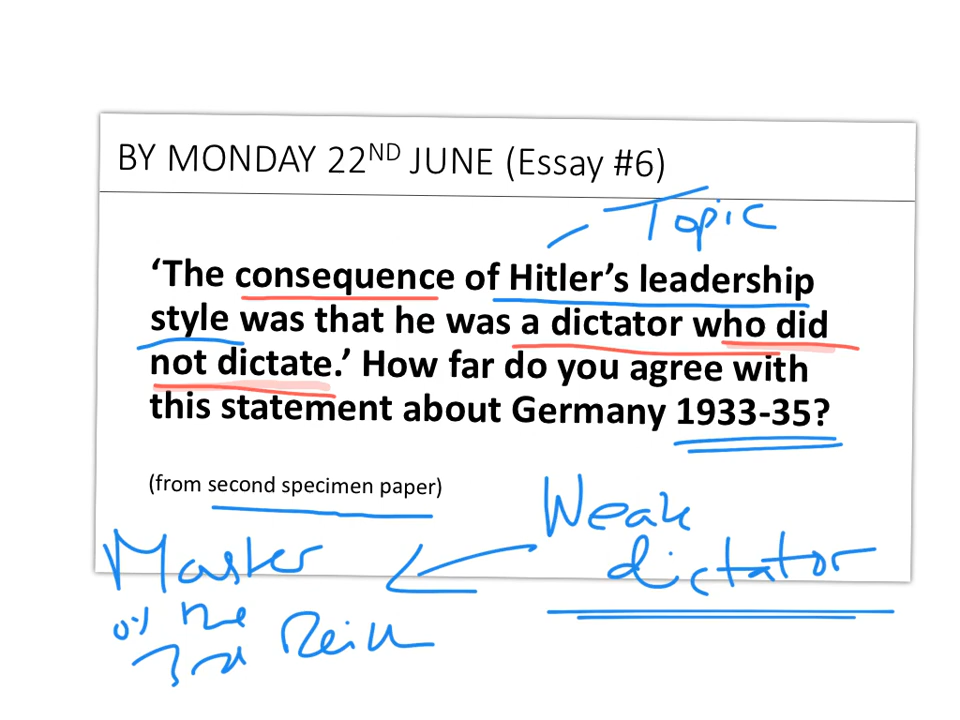 BY MONDAY 22ND JUNE (Essay #6)
Topic
‘The consequence of Hitler’s leadership
style was that he was a dictator who did
not dictate.’ How far do you agree with
this statement about Germany 1933-35?
(from second specimen paper)
Weak
dictator
Master
of the
3rd Reich